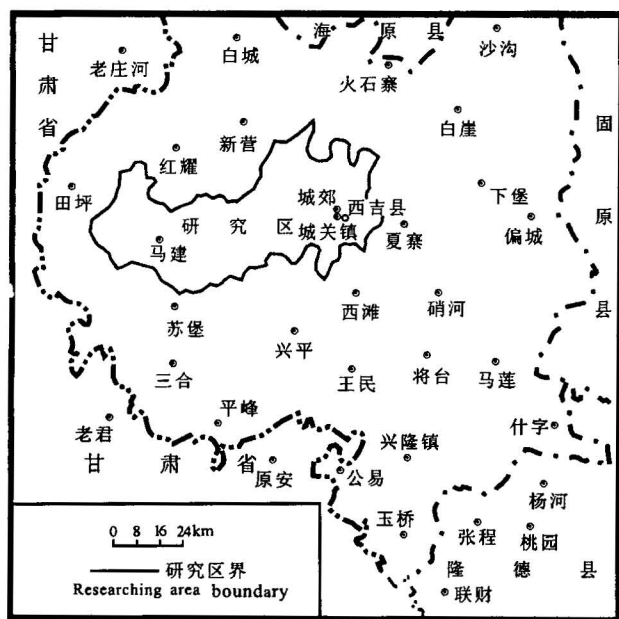 甘肃省
海原县
白城
沙沟
老庄河
火石寨
白崖
固原县
新营
红耀
田坪
下堡
城郊
西吉县
研究区
城关镇
偏城
夏寨
马建
西滩
硝河
苏堡
兴平
三合
王民
将台
马莲
老君
平峰
什字
甘肃省
兴隆镇
原安
公易
杨河
玉桥
张程
桃园
隆德县
联财
0 8 16 24km
研究区界
Researching area boundary